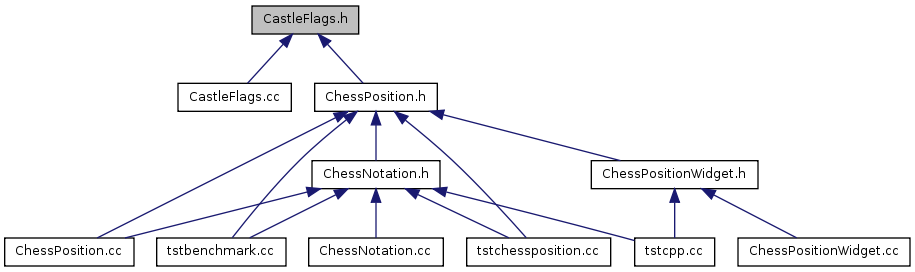 CastleFlags.h
CastleFlags.cc
ChessPosition.h
ChessNotation.h
ChessPositionWidget.h
ChessPosition.cc
tstbenchmark.cc
ChessNotation.cc
tstchessposition.cc
tstcpp.cc
ChessPositionWidget.cc